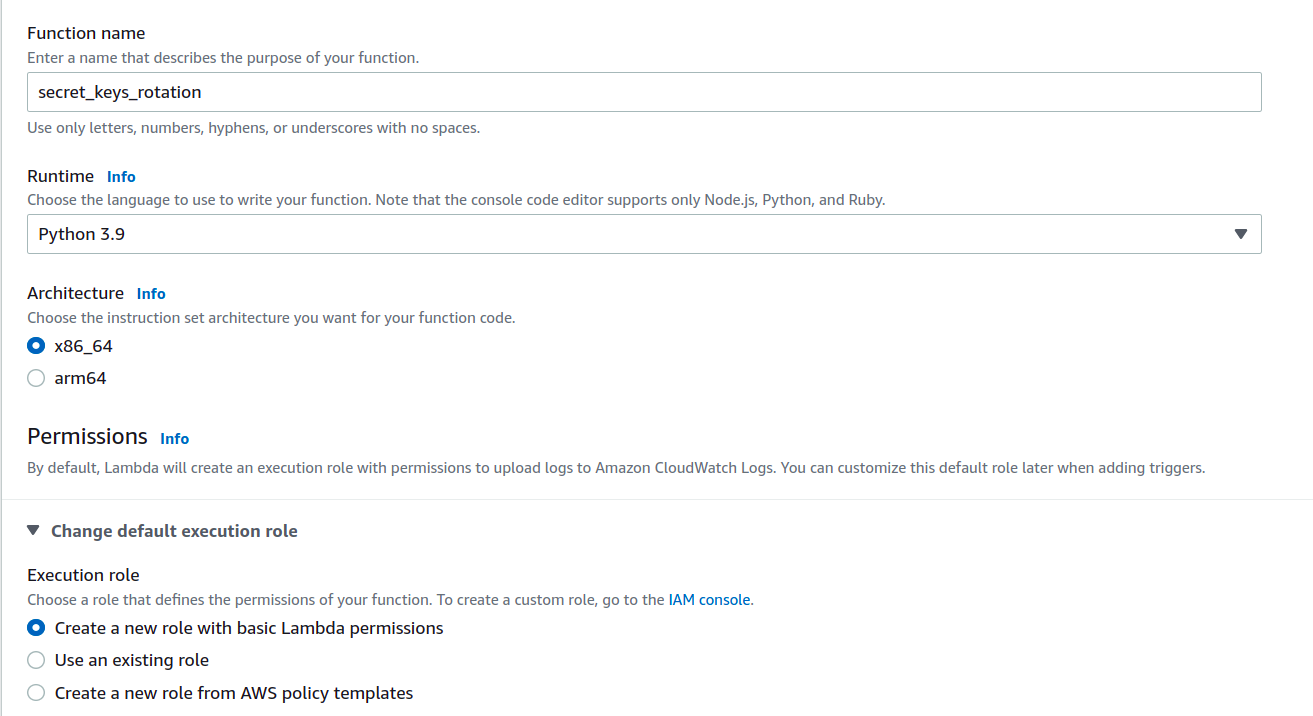 Function name
Enter a name that describes the purpose of your function.
secret_keys_rotation
Use only letters, numbers, hyphens, or underscores with no spaces.
Runtime Info
Choose the language to use to write your function. Note that the console code editor supports only Node.js, Python, and Ruby.
Python 3.9
Architecture Info
Choose the instruction set architecture you want for your function code.
x86_64
arm64
Permissions Info
By default, Lambda will create an execution role with permissions to upload logs to Amazon CloudWatch Logs. You can customize this default role later when adding triggers.
Change default execution role
Execution role
Choose a role that defines the permissions of your function. To create a custom role, go to the IAM console.
Create a new role with basic Lambda permissions
Use an existing role
Create a new role from AWS policy templates